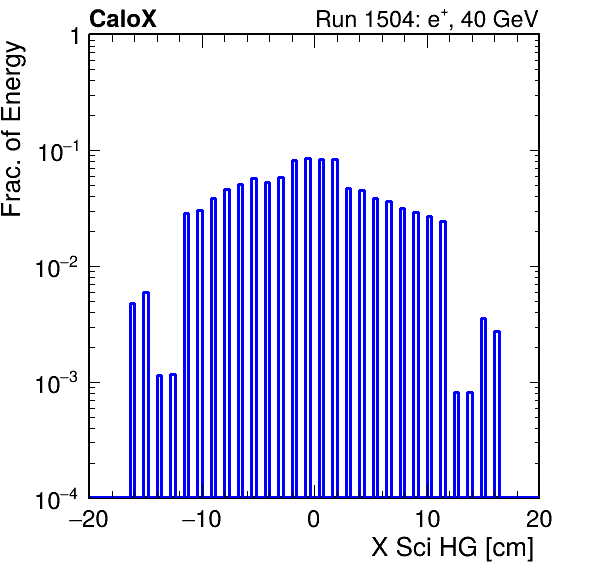 CaloX Run 1504: e⁺, 40 GeV
Frac. of Energy
1
10⁻¹
10⁻²
10⁻³
10⁻⁴
−20 −10 0 10 20
X Sci HG [cm]